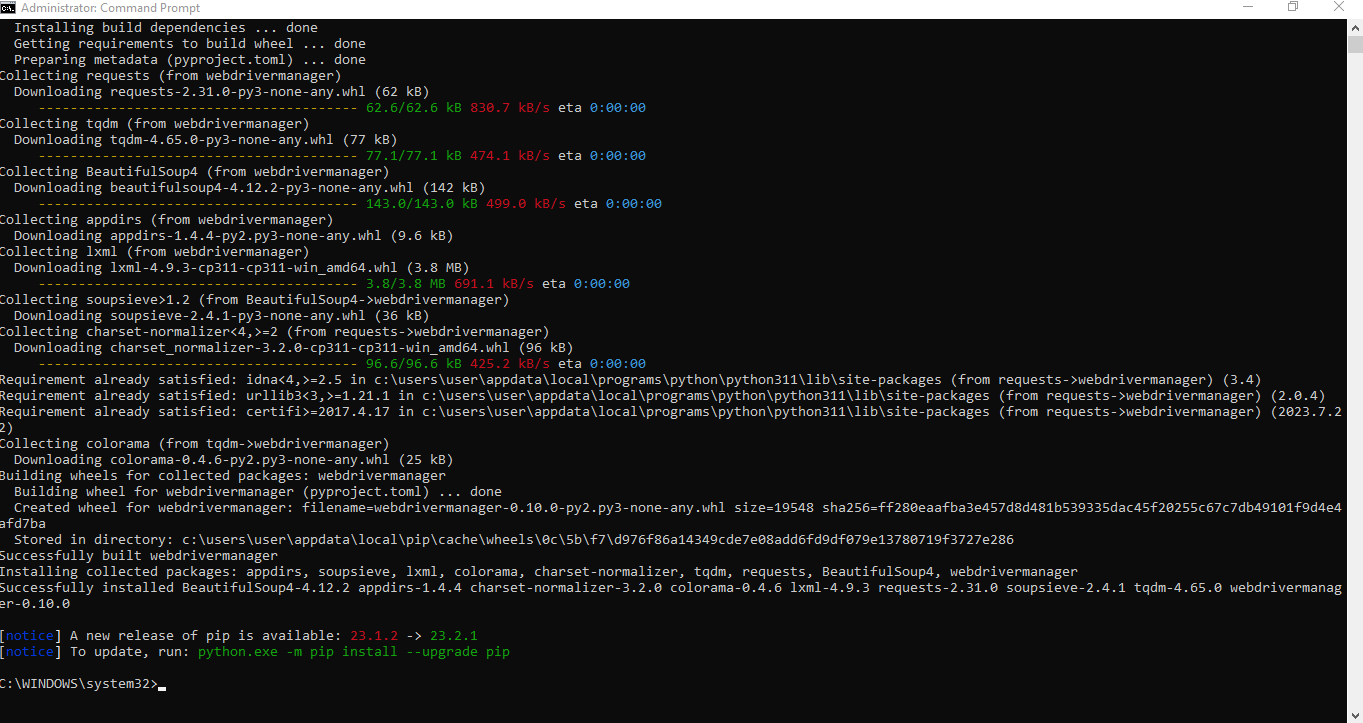 Administrator: Command Prompt
Installing build dependencies ... done
Getting requirements to build wheel ... done
Preparing metadata (pyproject.toml) ... done
Collecting requests (from webdrivermanager)
Downloading requests-2.31.0-py3-none-any.whl (62 kB)
---------------------------------------- 62.6/62.6 kB 830.7 kB/s eta 0:00:00
Collecting tqdm (from webdrivermanager)
Downloading tqdm-4.65.0-py3-none-any.whl (77 kB)
---------------------------------------- 77.1/77.1 kB 474.1 kB/s eta 0:00:00
Collecting BeautifulSoup4 (from webdrivermanager)
Downloading beautifulsoup4-4.12.2-py3-none-any.whl (142 kB)
---------------------------------------- 143.0/143.0 kB 499.0 kB/s eta 0:00:00
Collecting appdirs (from webdrivermanager)
Downloading appdirs-1.4.4-py2.py3-none-any.whl (9.6 kB)
Collecting lxml (from webdrivermanager)
Downloading lxml-4.9.3-cp311-cp311-win_amd64.whl (3.8 MB)
---------------------------------------- 3.8/3.8 MB 691.1 kB/s eta 0:00:00
Collecting soupsieve>1.2 (from BeautifulSoup4->webdrivermanager)
Downloading soupsieve-2.4.1-py3-none-any.whl (36 kB)
Collecting charset-normalizer<4,>=2 (from requests->webdrivermanager)
Downloading charset_normalizer-3.2.0-cp311-cp311-win_amd64.whl (96 kB)
---------------------------------------- 96.6/96.6 kB 425.2 kB/s eta 0:00:00
Requirement already satisfied: idna<4,>=2.5 in c:\users\user\appdata\local\programs\python\python311\lib\site-packages (from requests->webdrivermanager) (3.4)
Requirement already satisfied: urllib3<3,>=1.21.1 in c:\users\user\appdata\local\programs\python\python311\lib\site-packages (from requests->webdrivermanager) (2.0.4)
Requirement already satisfied: certifi>=2017.4.17 in c:\users\user\appdata\local\programs\python\python311\lib\site-packages (from requests->webdrivermanager) (2023.7.2
2)
Collecting colorama (from tqdm->webdrivermanager)
Downloading colorama-0.4.6-py2.py3-none-any.whl (25 kB)
Building wheels for collected packages: webdrivermanager
Building wheel for webdrivermanager (pyproject.toml) ... done
Created wheel for webdrivermanager: filename=webdrivermanager-0.10.0-py2.py3-none-any.whl size=19548 sha256=ff280eaafba3e457d8d481b539335dac45f20255c67c7db49101f9d4e4
afd7ba
Stored in directory: c:\users\user\appdata\local\pip\cache\wheels\0c\5b\f7\d976f86a14349cde7e08add6fd9df079e13780719f3727e286
Successfully built webdrivermanager
Installing collected packages: appdirs, soupsieve, lxml, colorama, charset-normalizer, tqdm, requests, BeautifulSoup4, webdrivermanager
Successfully installed BeautifulSoup4-4.12.2 appdirs-1.4.4 charset-normalizer-3.2.0 colorama-0.4.6 lxml-4.9.3 requests-2.31.0 soupsieve-2.4.1 tqdm-4.65.0 webdrivermanag
er-0.10.0
[notice] A new release of pip is available: 23.1.2 -> 23.2.1
[notice] To update, run: python.exe -m pip install --upgrade pip
C:\WINDOWS\system32>